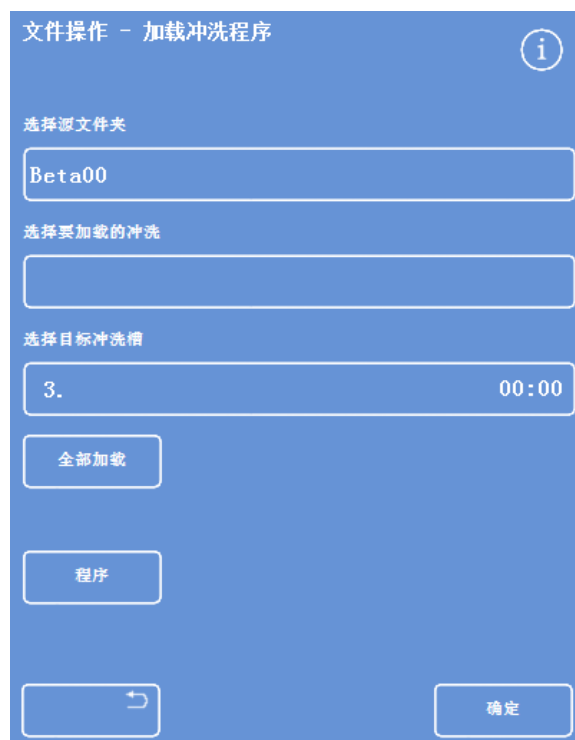 文件操作 - 加载冲洗程序
i
选择源文件夹
Beta00
选择要加载的冲洗
选择目标冲洗槽
3. 00:00
全部加载
程序
确定